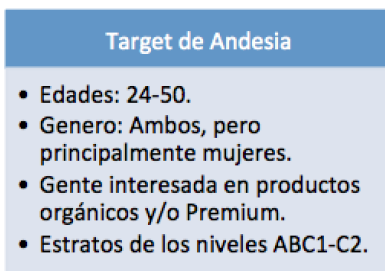 Target de Andesia
• Edades: 24-50.
• Genero: Ambos, pero
principalmente mujeres.
• Gente interesada en productos
orgánicos y/o Premium.
• Estratos de los niveles ABC1-C2.